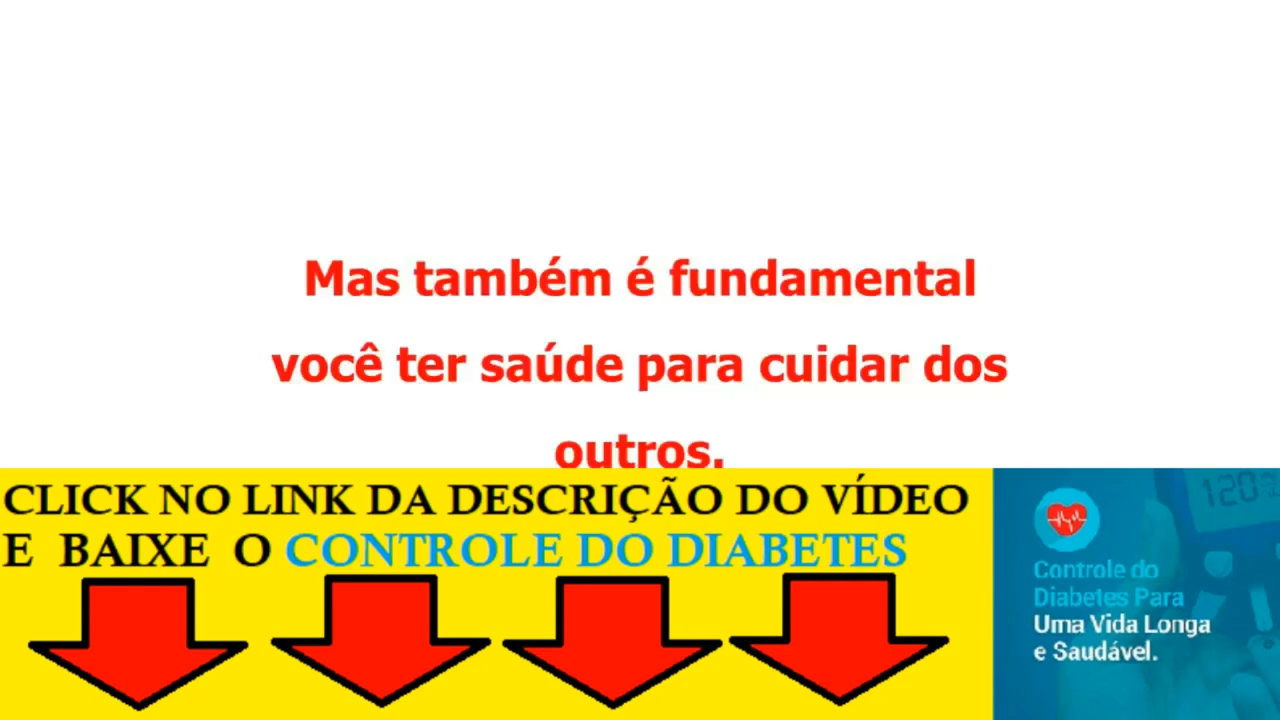 Mas também é fundamental
você ter saúde para cuidar dos
outros.
CLICK NO LINK DA DESCRIÇÃO DO VÍDEO
E BAIXE O CONTROLE DO DIABETES
120
Controle do
Diabetes Para
Uma Vida Longa
e Saudável.